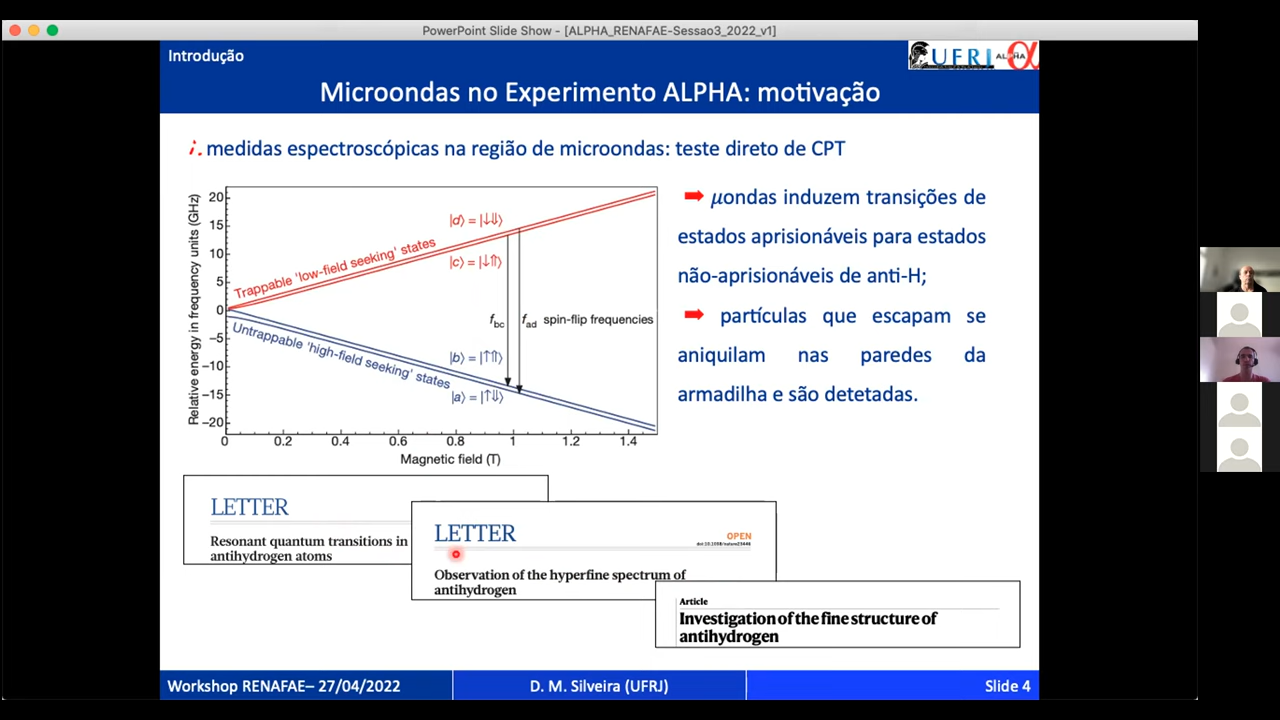 PowerPoint Slide Show - [ALPHA_RENAFAE-Sessao3_2022_v1]
Introdução
UFRJ
ALPHA
α
Microondas no Experimento ALPHA: motivação
∴ medidas espectroscópicas na região de microondas: teste direto de CPT
Relative energy in frequency units (GHz)
20
15
10
5
0
−5
−10
−15
−20
0
0.2
0.4
0.6
0.8
1
1.2
1.4
Magnetic field (T)
Trappable 'low-field seeking' states
Untrappable 'high-field seeking' states
|d⟩ = |↓⇓⟩
|c⟩ = |↓⇑⟩
f_bc
f_ad spin-flip frequencies
|b⟩ = |↑⇑⟩
|a⟩ = |↑⇓⟩
➡ μondas induzem transições de
estados aprisionáveis para estados
não-aprisionáveis de anti-H;
➡ partículas que escapam se
aniquilam nas paredes da
armadilha e são detetadas.
LETTER
Resonant quantum transitions in
antihydrogen atoms
LETTER
OPEN
doi:10.1038/nature23446
Observation of the hyperfine spectrum of
antihydrogen
Article
Investigation of the fine structure of
antihydrogen
Workshop RENAFAE– 27/04/2022
D. M. Silveira (UFRJ)
Slide 4